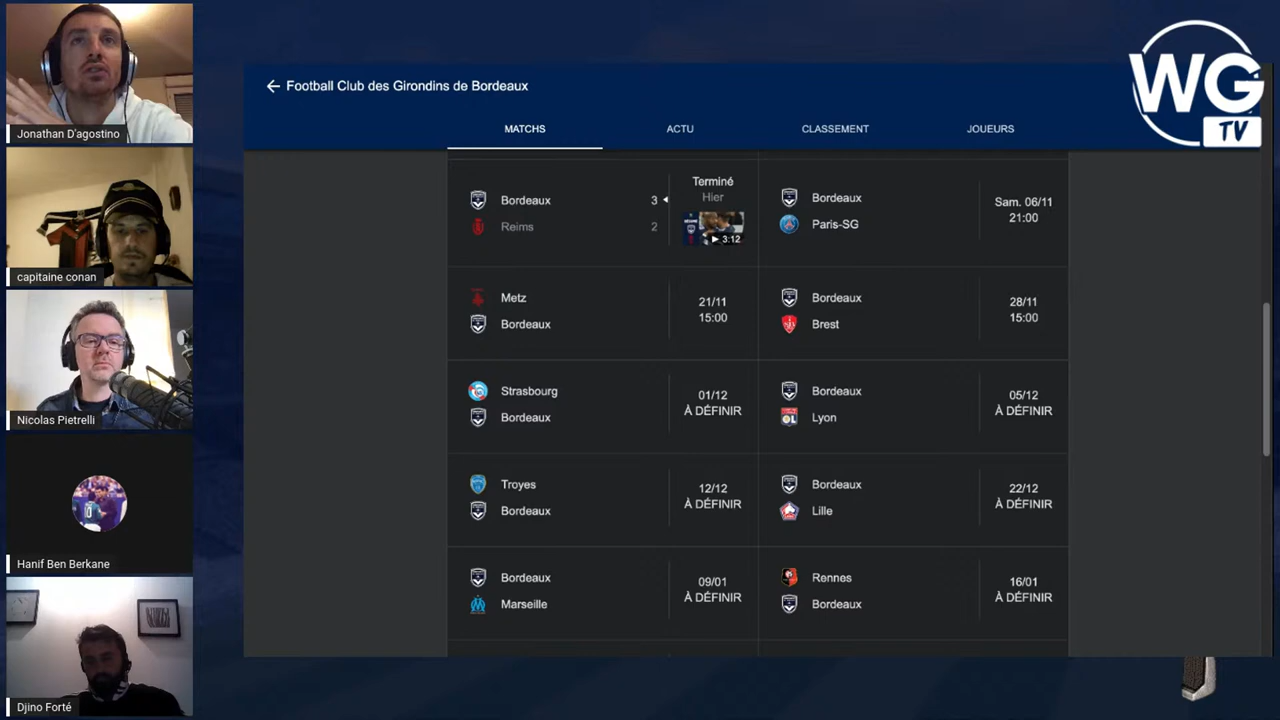 Jonathan D'agostino
capitaine conan
Nicolas Pietrelli
Hanif Ben Berkane
Djino Forté
WG
TV
← Football Club des Girondins de Bordeaux
MATCHS
ACTU
CLASSEMENT
JOUEURS
Bordeaux 3
Reims 2
Terminé
Hier
3:12
Bordeaux
Paris-SG
Sam. 06/11
21:00
Metz
Bordeaux
21/11
15:00
Bordeaux
Brest
28/11
15:00
Strasbourg
Bordeaux
01/12
À DÉFINIR
Bordeaux
Lyon
05/12
À DÉFINIR
Troyes
Bordeaux
12/12
À DÉFINIR
Bordeaux
Lille
22/12
À DÉFINIR
Bordeaux
Marseille
09/01
À DÉFINIR
Rennes
Bordeaux
16/01
À DÉFINIR